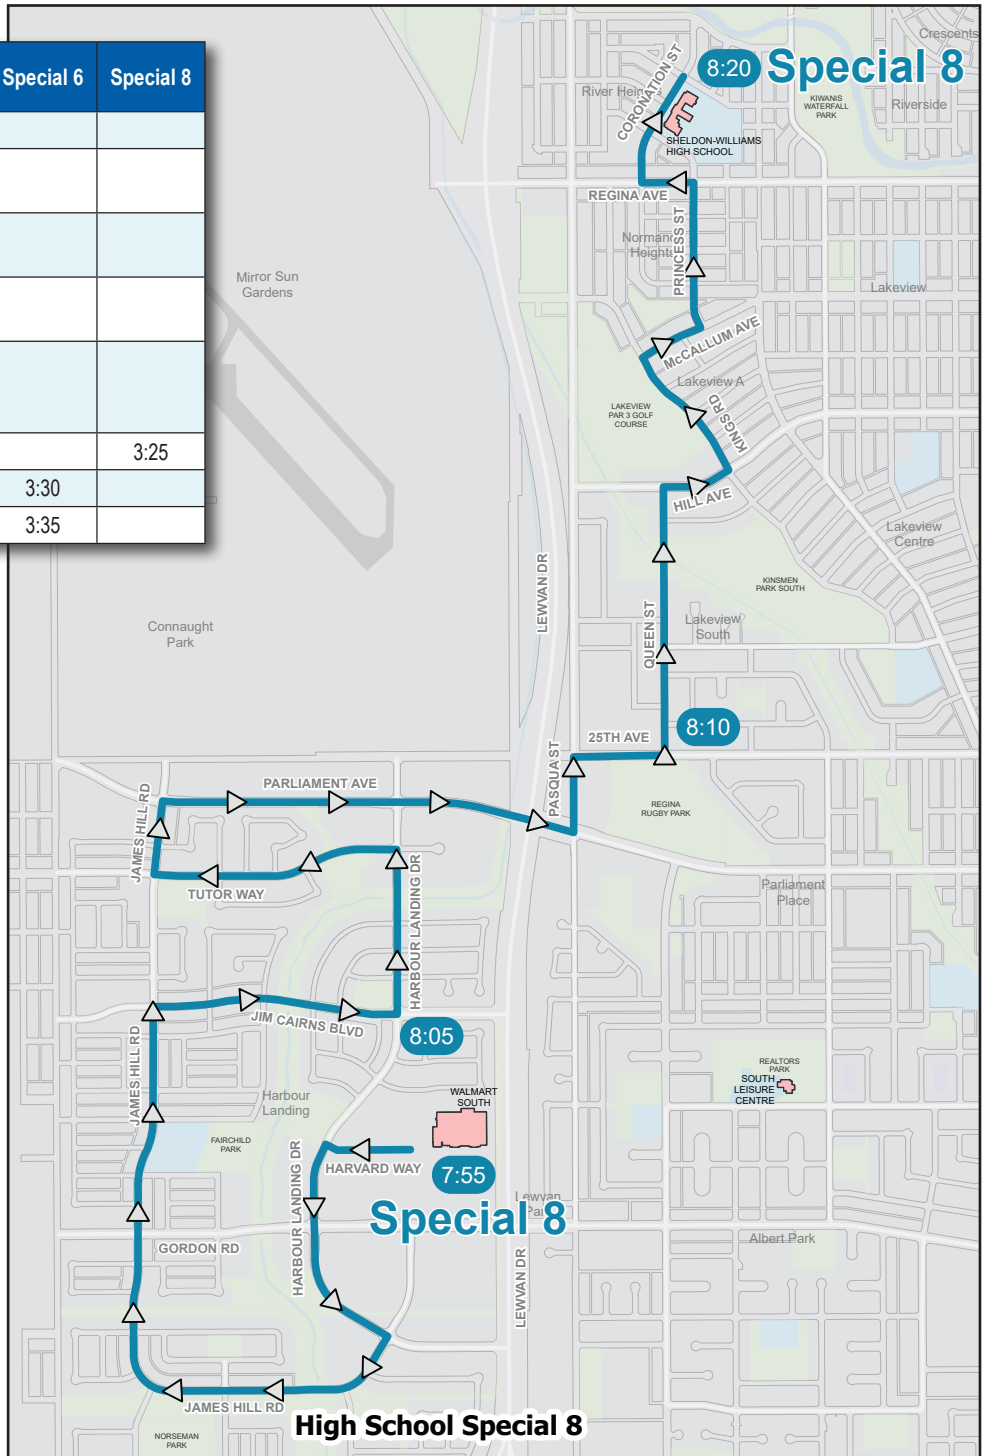 Special 6 Special 8
3:25
3:30
3:35
Crescents
8:20 Special 8
CORONATION ST
River Heights
KIWANIS
WATERFALL
PARK
Riverside
SHELDON-WILLIAMS
HIGH SCHOOL
REGINA AVE
PRINCESS ST
Normandy
Heights
Mirror Sun
Gardens
Lakeview
McCALLUM AVE
Lakeview A
LAKEVIEW
PAR 3 GOLF
COURSE
KINGS RD
HILL AVE
Lakeview
Centre
LEWVAN DR
KINSMEN
PARK SOUTH
Connaught
Park
QUEEN ST
Lakeview
South
8:10
25TH AVE
PASQUA ST
PARLIAMENT AVE
JAMES HILL RD
REGINA
RUGBY PARK
TUTOR WAY
HARBOUR LANDING DR
Parliament
Place
JIM CAIRNS BLVD
8:05
JAMES HILL RD
REALTORS
PARK
SOUTH
LEISURE
CENTRE
Harbour
Landing
WALMART
SOUTH
FAIRCHILD
PARK
HARVARD WAY
7:55
HARBOUR LANDING DR
Lewvan
Park
Special 8
GORDON RD
Albert Park
LEWVAN DR
JAMES HILL RD
High School Special 8
NORSEMAN
PARK